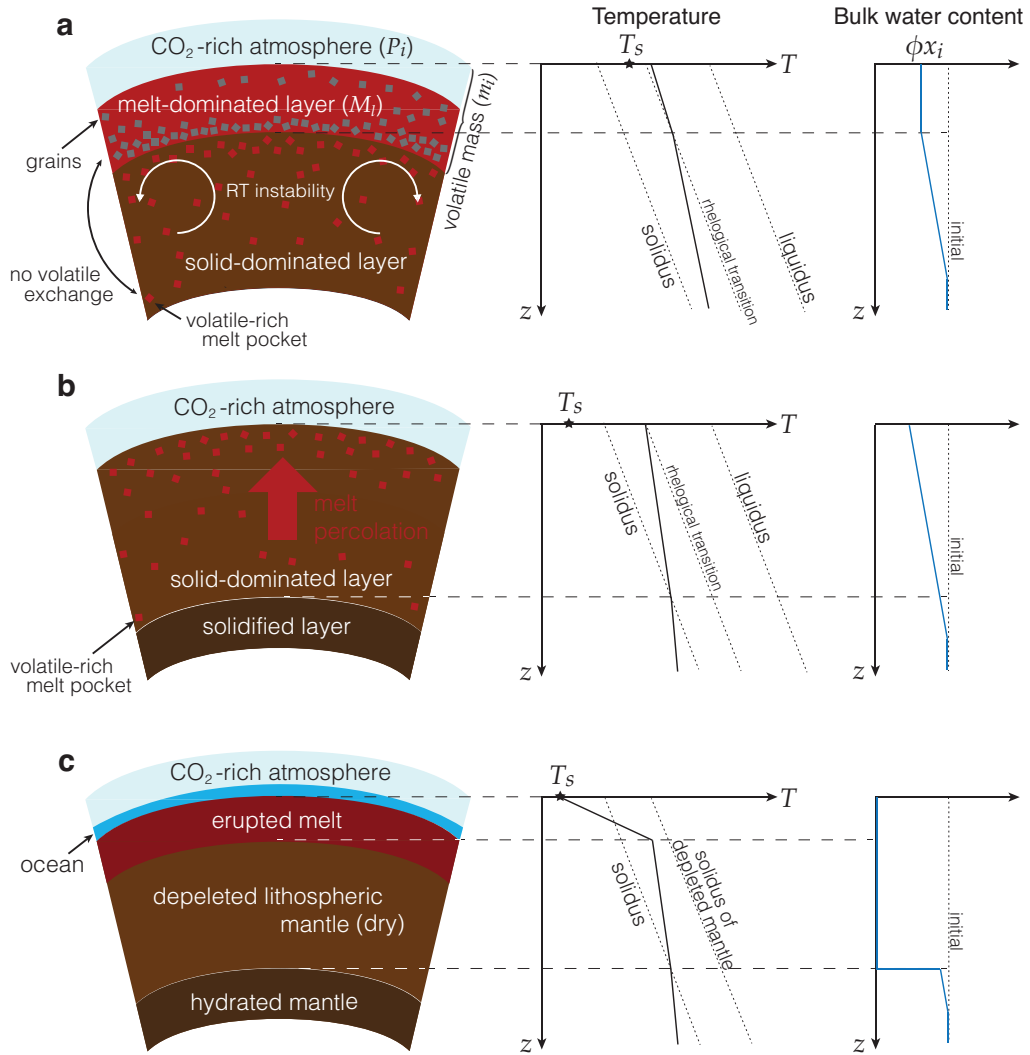 a
CO₂-rich atmosphere (Pᵢ)
melt-dominated layer (Mₗ)
volatile mass (mᵢ)
grains
RT instability
no volatile
exchange
solid-dominated layer
volatile-rich
melt pocket
Temperature
Tₛ
T
solidus
rhelogical transition
liquidus
z
Bulk water content
ϕxᵢ
initial
z
b
CO₂-rich atmosphere
melt
percolation
solid-dominated layer
solidified layer
volatile-rich
melt pocket
Tₛ
T
solidus
rhelogical transition
liquidus
z
initial
z
c
CO₂-rich atmosphere
erupted melt
ocean
depeleted lithospheric
mantle (dry)
hydrated mantle
Tₛ
T
solidus
solidus of
depleted mantle
z
initial
z